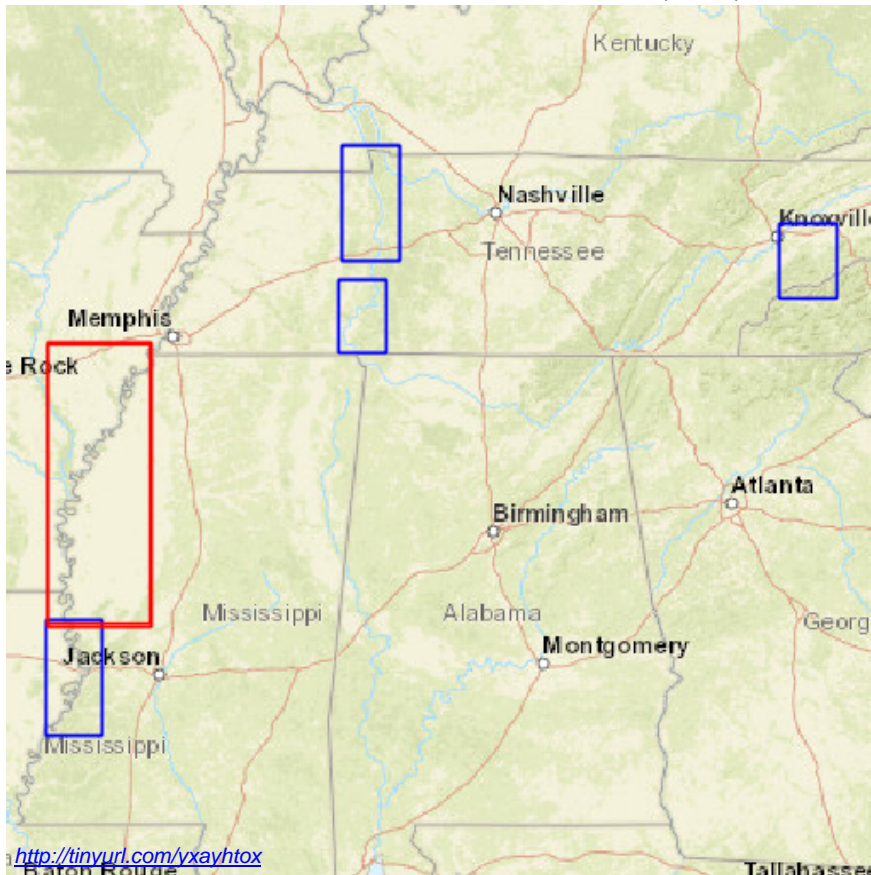 Kentucky
Nashville
Knoxville
Tennessee
Memphis
e Rock
Atlanta
Birmingham
Mississippi
Alabama
Georg
Jackson
Montgomery
Mississippi
http://tinyurl.com/yxayhtox
Baton Rouge
Tallahassee